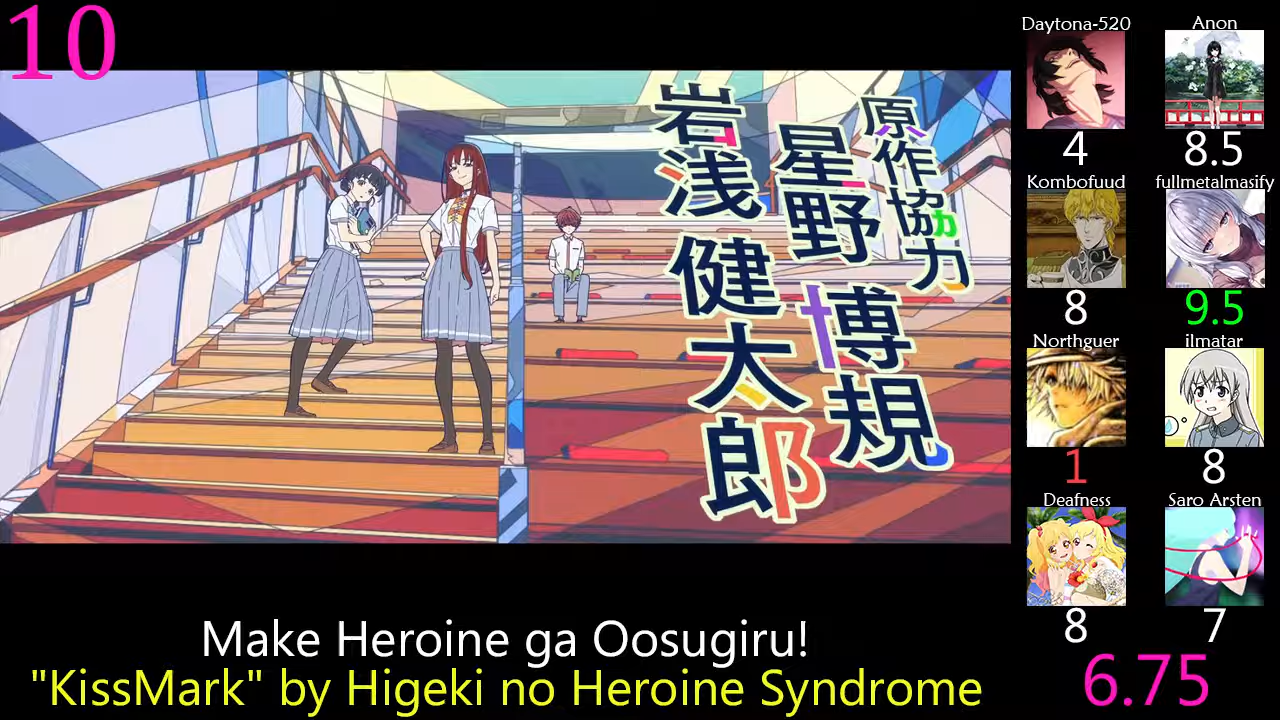 10
原作協力
星野 博規
岩浅 健太郎
Daytona-520
4
Anon
8.5
Kombofuud
8
fullmetalmasify
9.5
Northguer
1
ilmatar
8
Deafness
8
Saro Arsten
7
Make Heroine ga Oosugiru!
"KissMark" by Higeki no Heroine Syndrome
6.75